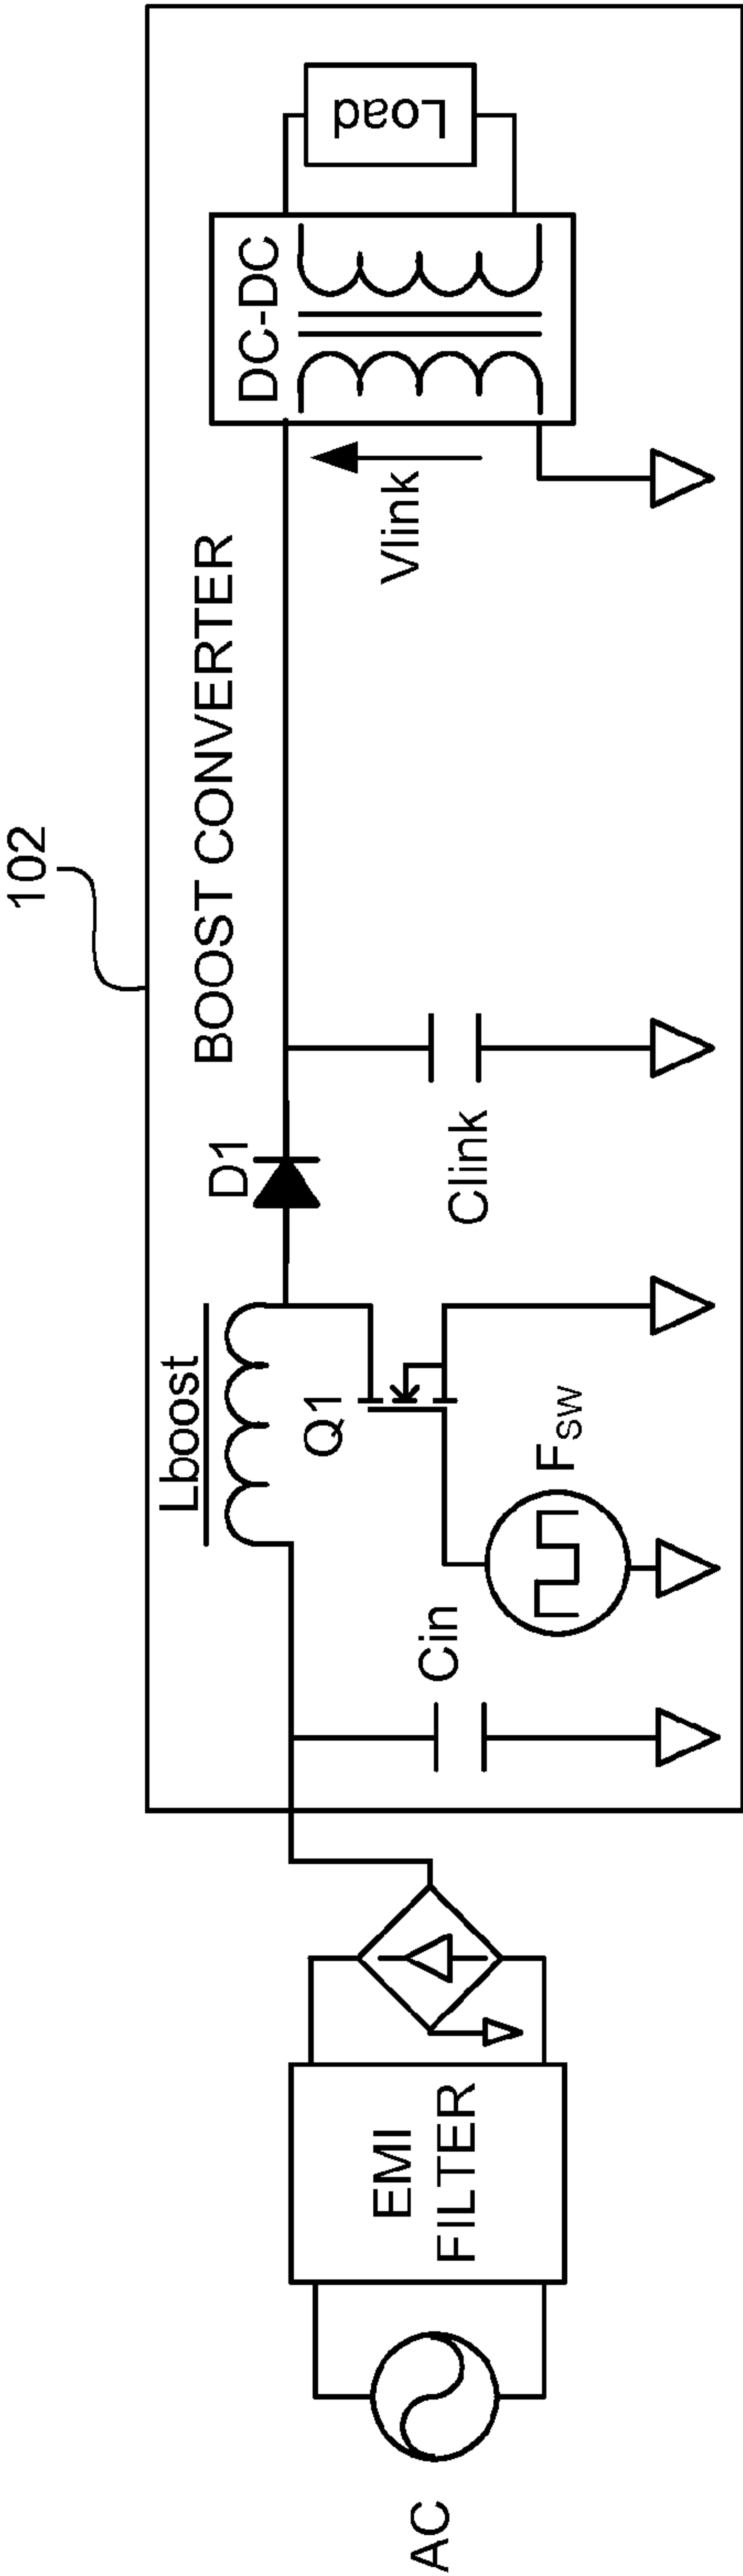 102
BOOST CONVERTER
AC
EMI
FILTER
Cin
Lboost
Q1
FSW
D1
Clink
Vlink
DC-DC
Load